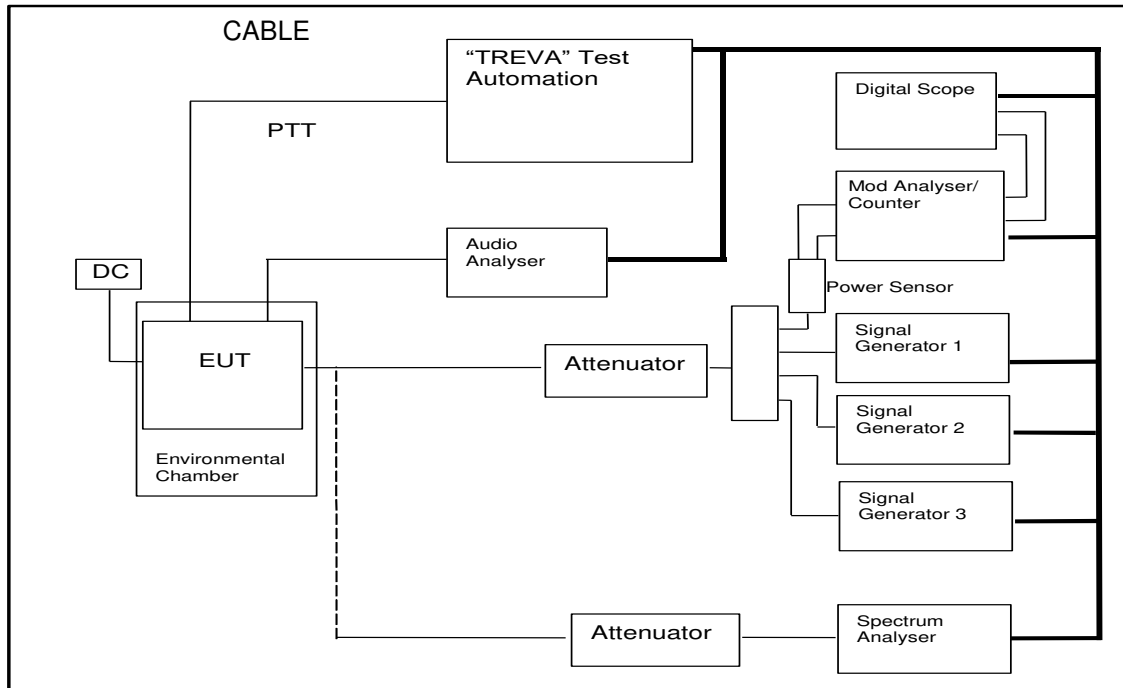 CABLE
“TREVA” Test
Automation
PTT
Digital Scope
Mod Analyser/
Counter
Audio
Analyser
DC
Power Sensor
EUT
Attenuator
Signal
Generator 1
Signal
Generator 2
Environmental
Chamber
Signal
Generator 3
Attenuator
Spectrum
Analyser